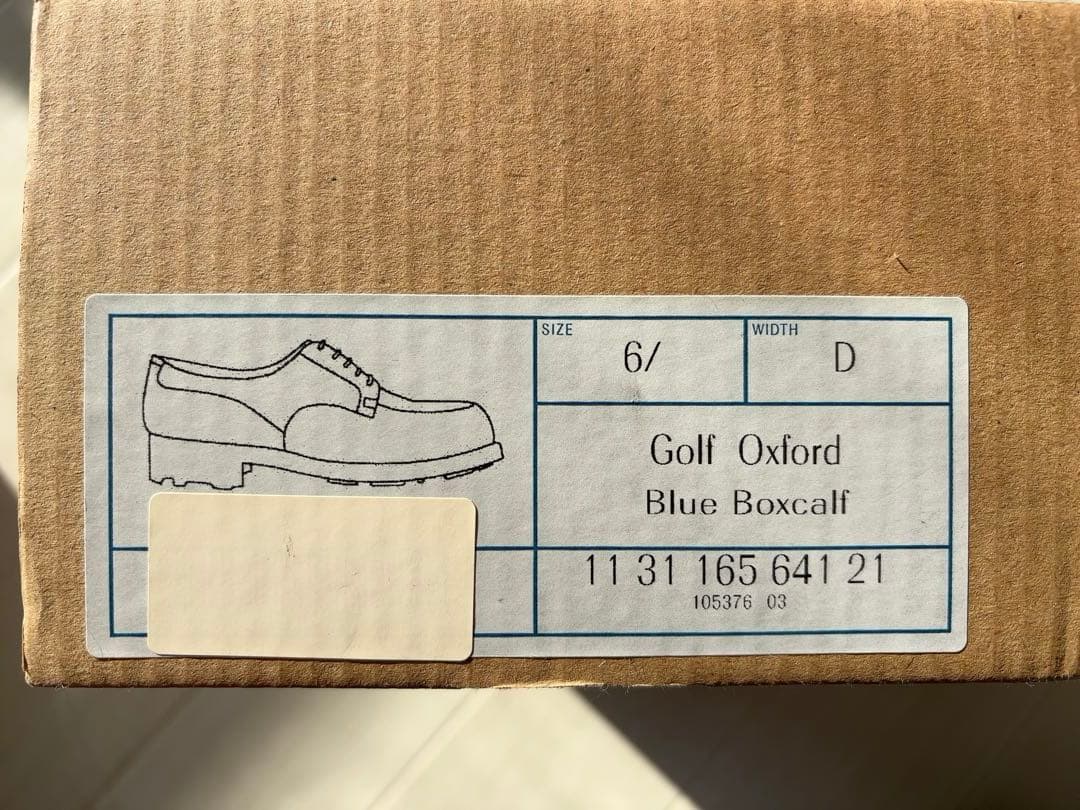 SIZE
6/
WIDTH
D
Golf Oxford
Blue Boxcalf
11 31 165 641 21
105376 03